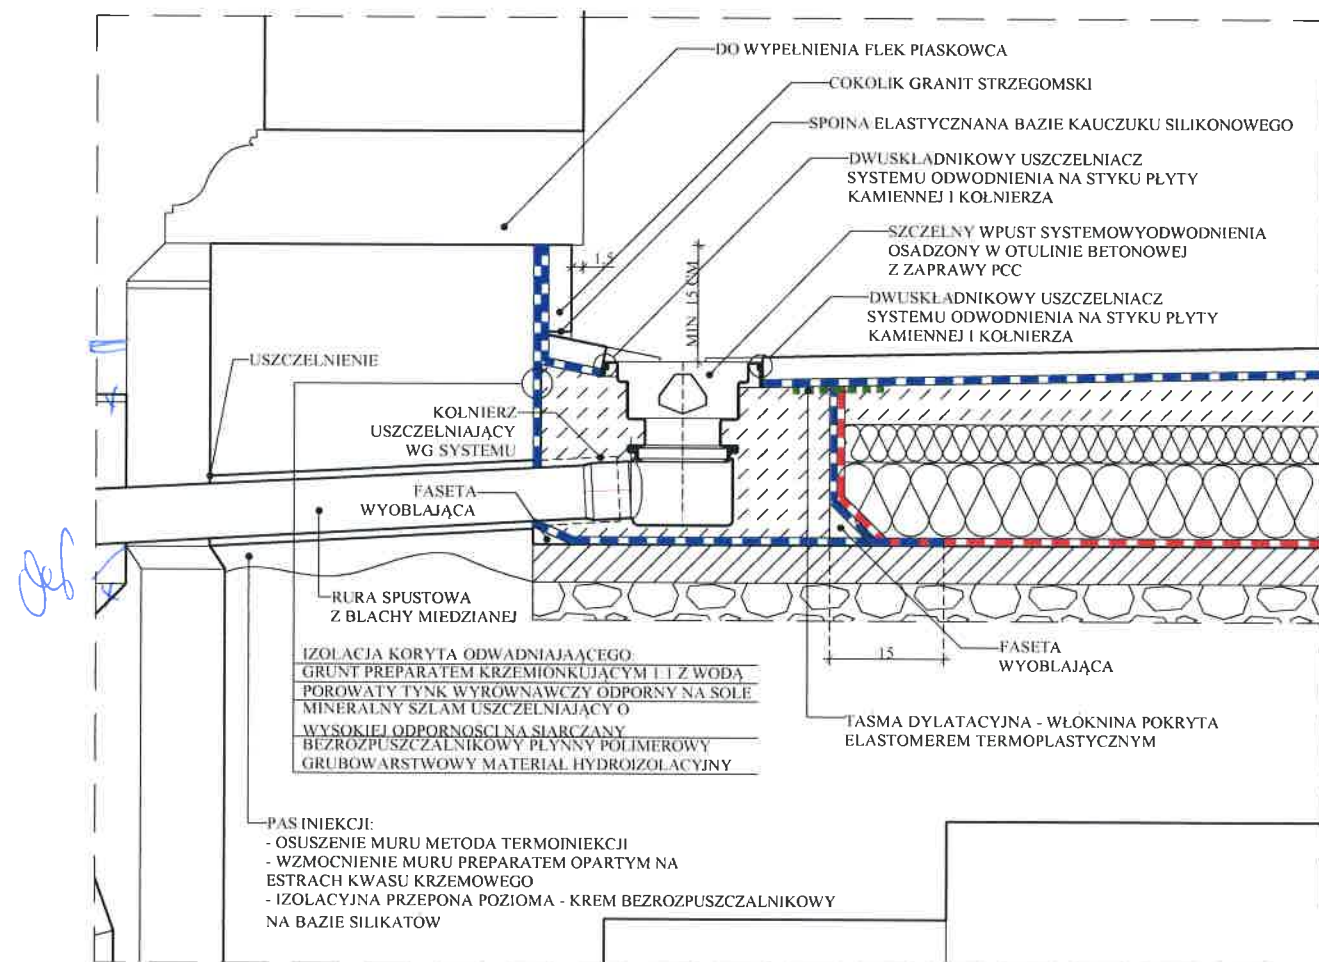 DO WYPEŁNIENIA FLEK PIASKOWCA
COKOLIK GRANIT STRZEGOMSKI
SPOINA ELASTYCZNANA BAZIE KAUCZUKU SILIKONOWEGO
DWUSKŁADNIKOWY USZCZELNIACZ
SYSTEMU ODWODNIENIA NA STYKU PŁYTY
KAMIENNEJ I KOŁNIERZA
SZCZELNY WPUST SYSTEMOWYODWODNIENIA
OSADZONY W OTULINIE BETONOWEJ
Z ZAPRAWY PCC
DWUSKŁADNIKOWY USZCZELNIACZ
SYSTEMU ODWODNIENIA NA STYKU PŁYTY
KAMIENNEJ I KOŁNIERZA
1,5
MIN. 15 CM
USZCZELNIENIE
KOŁNIERZ
USZCZELNIAJĄCY
WG SYSTEMU
FASETA
WYOBLAJĄCA
RURA SPUSTOWA
Z BLACHY MIEDZIANEJ
15
FASETA
WYOBLAJĄCA
IZOLACJA KORYTA ODWADNIAJAĄCEGO:
GRUNT PREPARATEM KRZEMIONKUJĄCYM 1:1 Z WODĄ
POROWATY TYNK WYRÓWNAWCZY ODPORNY NA SOLE
MINERALNY SZLAM USZCZELNIAJĄCY O
WYSOKIEJ ODPORNOŚCI NA SIARCZANY
BEZROZPUSZCZALNIKOWY PŁYNNY POLIMEROWY
GRUBOWARSTWOWY MATERIAŁ HYDROIZOLACYJNY
TASMA DYLATACYJNA - WŁÓKNINA POKRYTA
ELASTOMEREM TERMOPLASTYCZNYM
PAS INIEKCJI:
- OSUSZENIE MURU METODA TERMOINIEKCJI
- WZMOCNIENIE MURU PREPARATEM OPARTYM NA
ESTRACH KWASU KRZEMOWEGO
- IZOLACYJNA PRZEPONA POZIOMA - KREM BEZROZPUSZCZALNIKOWY
NA BAZIE SILIKATÓW